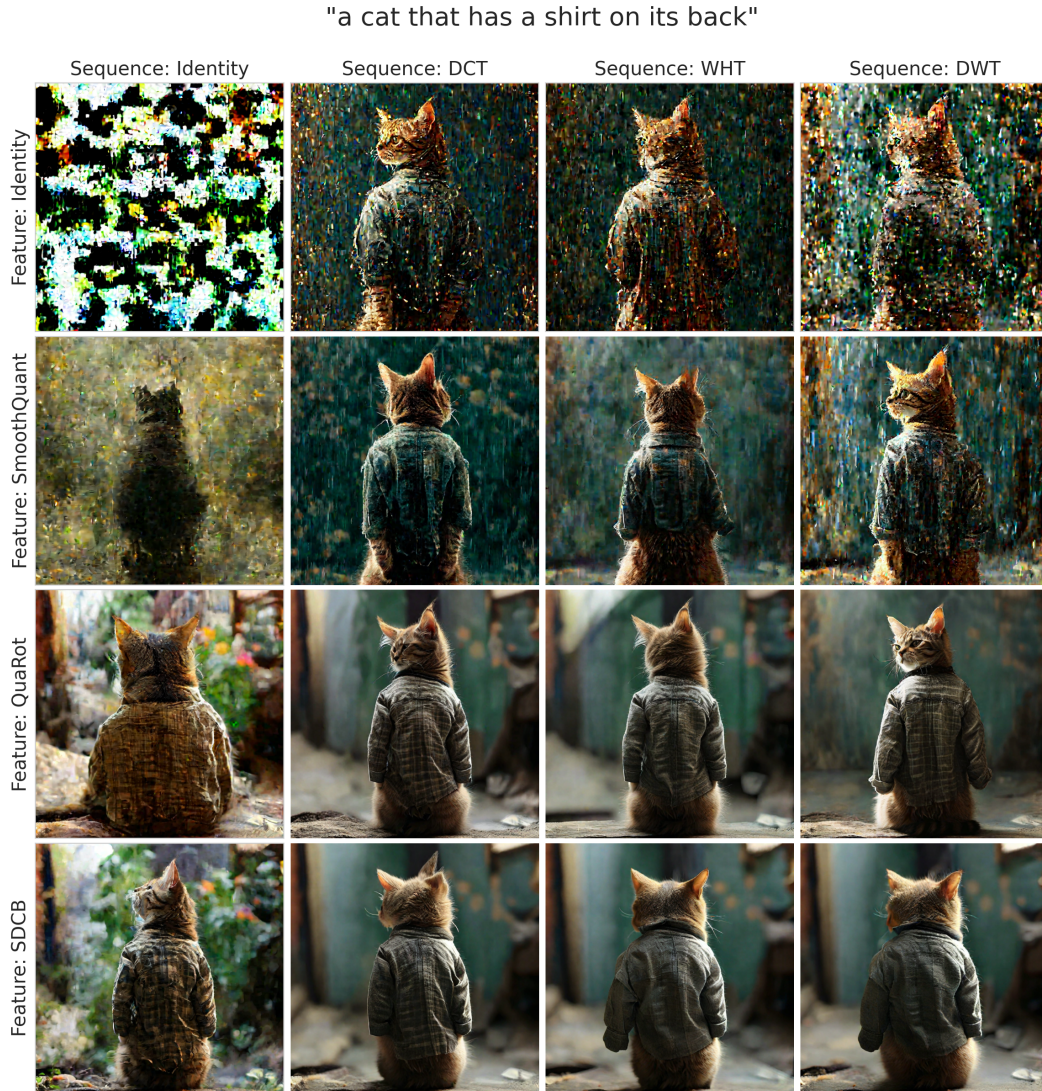 "a cat that has a shirt on its back"
Sequence: Identity
Sequence: DCT
Sequence: WHT
Sequence: DWT
Feature: Identity
Feature: SmoothQuant
Feature: QuaRot
Feature: SDCB